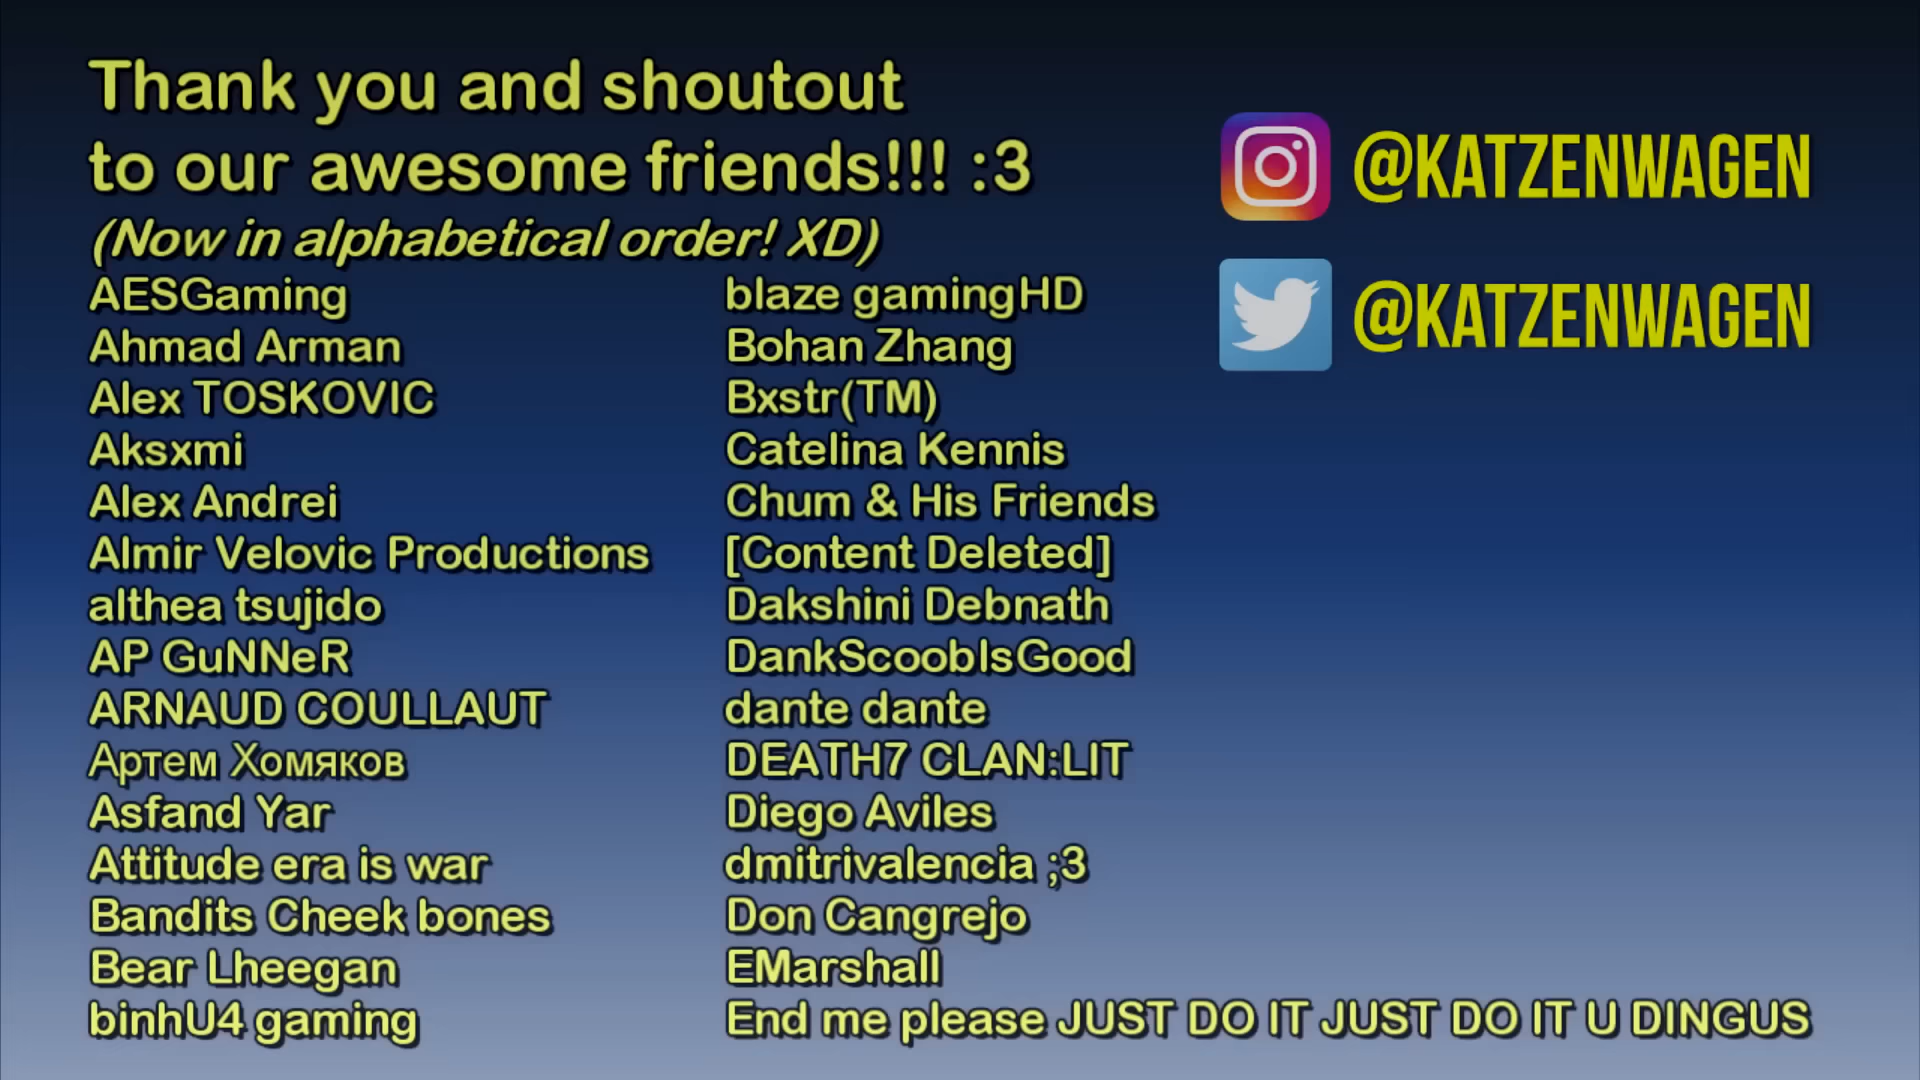 Thank you and shoutout
to our awesome friends!!! :3
(Now in alphabetical order! XD)
AESGaming
Ahmad Arman
Alex TOSKOVIC
Aksxmi
Alex Andrei
Almir Velovic Productions
althea tsujido
AP GuNNeR
ARNAUD COULLAUT
Артем Хомяков
Asfand Yar
Attitude era is war
Bandits Cheek bones
Bear Lheegan
binhU4 gaming
blaze gamingHD
Bohan Zhang
Bxstr(TM)
Catelina Kennis
Chum & His Friends
[Content Deleted]
Dakshini Debnath
DankScoobIsGood
dante dante
DEATH7 CLAN:LIT
Diego Aviles
dmitrivalencia ;3
Don Cangrejo
EMarshall
End me please JUST DO IT JUST DO IT U DINGUS
@KATZENWAGEN
@KATZENWAGEN